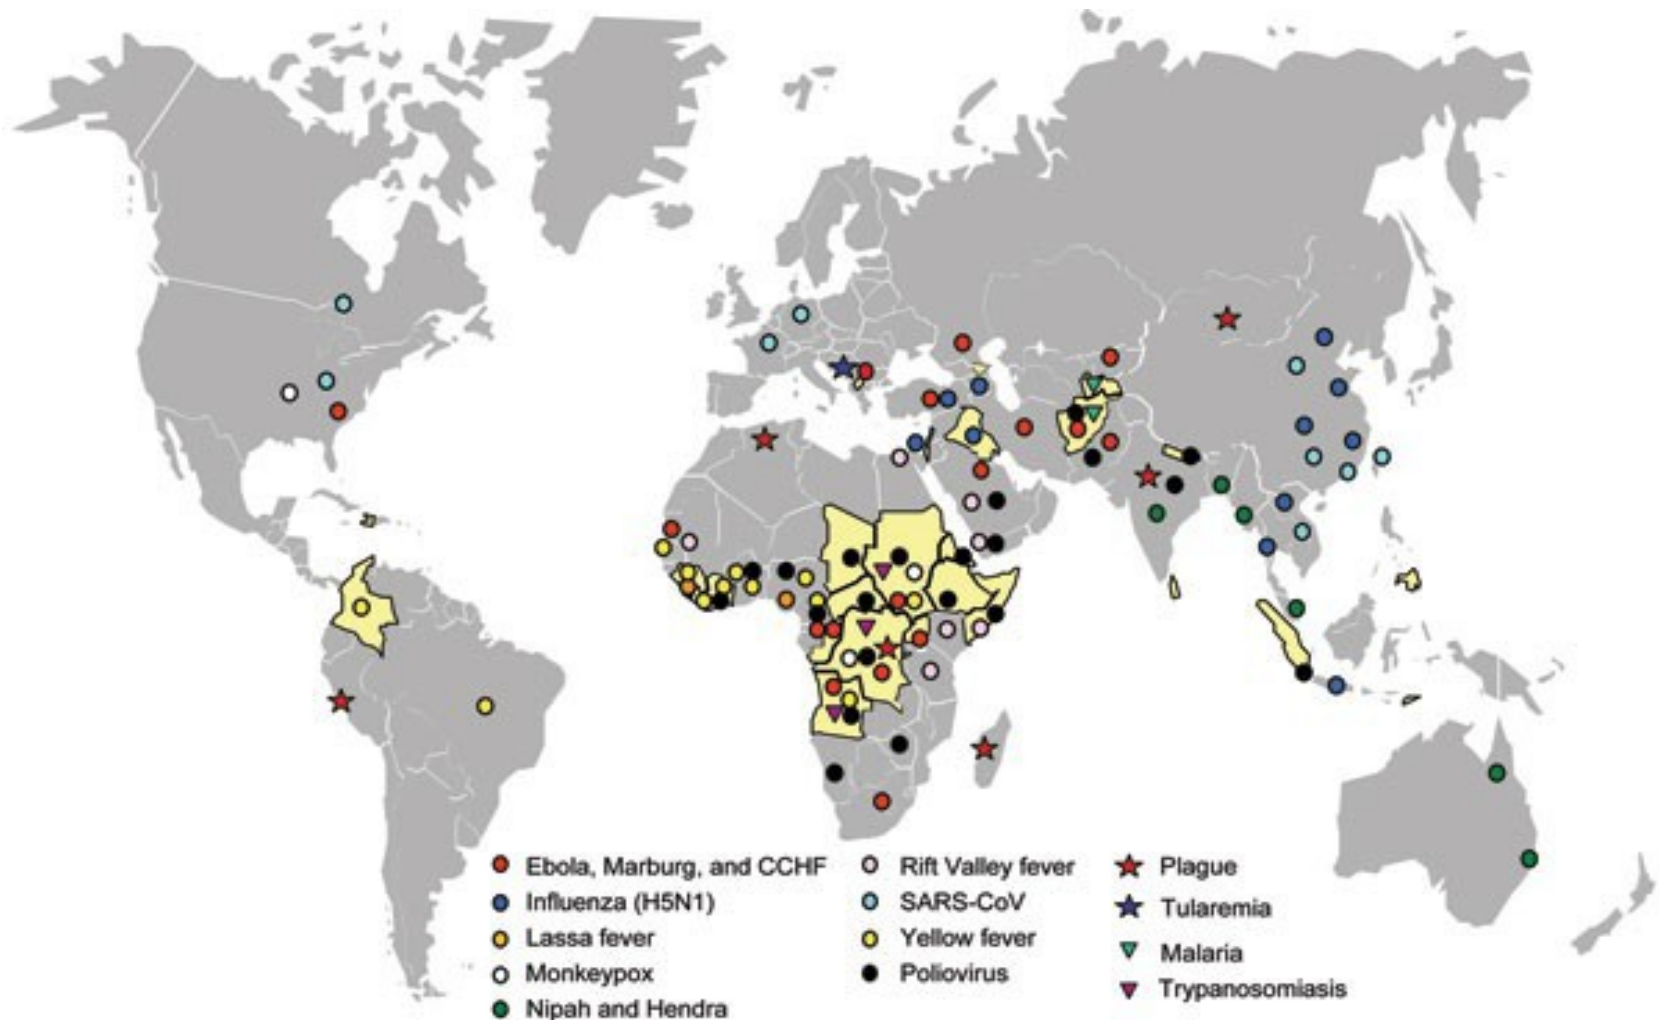 Ebola, Marburg, and CCHF
Influenza (H5N1)
Lassa fever
Monkeypox
Nipah and Hendra
Rift Valley fever
SARS-CoV
Yellow fever
Poliovirus
Plague
Tularemia
Malaria
Trypanosomiasis